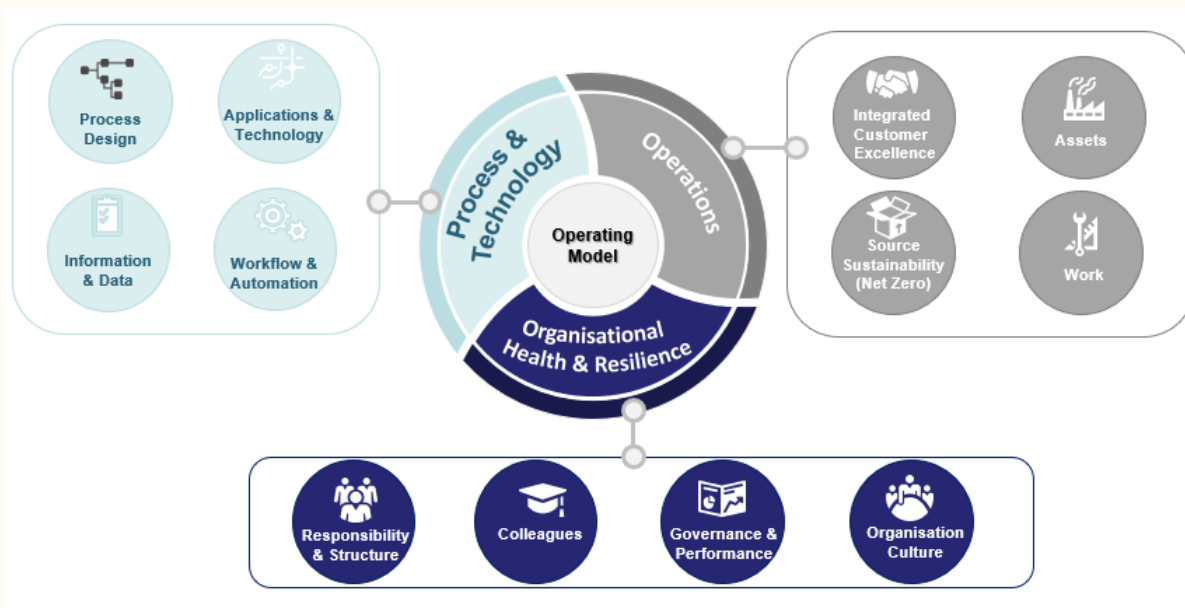 Process
Design
Applications &
Technology
Information
& Data
Workflow &
Automation
Process &
Technology
Operations
Operating
Model
Organisational
Health & Resilience
Integrated
Customer
Excellence
Assets
Source
Sustainability
(Net Zero)
Work
Responsibility
& Structure
Colleagues
Governance &
Performance
Organisation
Culture